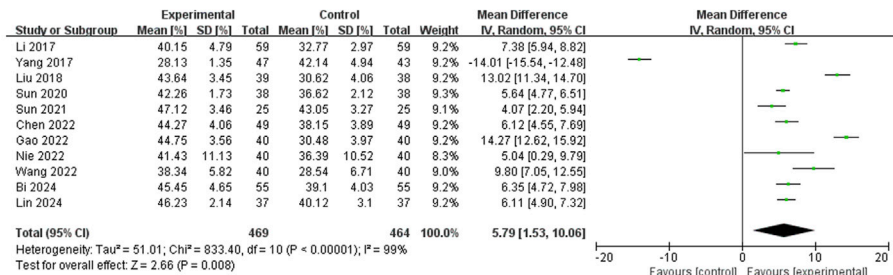 Experimental Control Mean Difference Mean Difference
Study or Subgroup Mean [%] SD [%] Total Mean [%] SD [%] Total Weight IV, Random, 95% CI IV, Random, 95% CI
Li 2017 40.15 4.79 59 32.77 2.97 59 9.2% 7.38 [5.94, 8.82]
Yang 2017 28.13 1.35 47 42.14 4.94 43 9.2% -14.01 [-15.54, -12.48]
Liu 2018 43.64 3.45 39 30.62 4.06 38 9.2% 13.02 [11.34, 14.70]
Sun 2020 42.26 1.73 38 36.62 2.12 38 9.2% 5.64 [4.77, 6.51]
Sun 2021 47.12 3.46 25 43.05 3.27 25 9.2% 4.07 [2.20, 5.94]
Chen 2022 44.27 4.06 49 38.15 3.89 49 9.2% 6.12 [4.55, 7.69]
Gao 2022 44.75 3.56 40 30.48 3.97 40 9.2% 14.27 [12.62, 15.92]
Nie 2022 41.43 11.13 40 36.39 10.52 40 9.2% 5.04 [0.29, 9.79]
Wang 2022 38.34 5.82 40 28.54 6.71 40 9.0% 9.80 [7.05, 12.55]
Bi 2024 45.45 4.65 55 39.1 4.03 55 9.2% 6.35 [4.72, 7.98]
Lin 2024 46.23 2.14 37 40.12 3.1 37 9.2% 6.11 [4.90, 7.32]
Total (95% CI) 469 464 100.0% 5.79 [1.53, 10.06]
Heterogeneity: Tau² = 51.01; Chi² = 833.40, df = 10 (P < 0.00001); I² = 99%
Test for overall effect: Z = 2.66 (P = 0.008)
-20 -10 0 10 20
Favours [control] Favours [experimental]